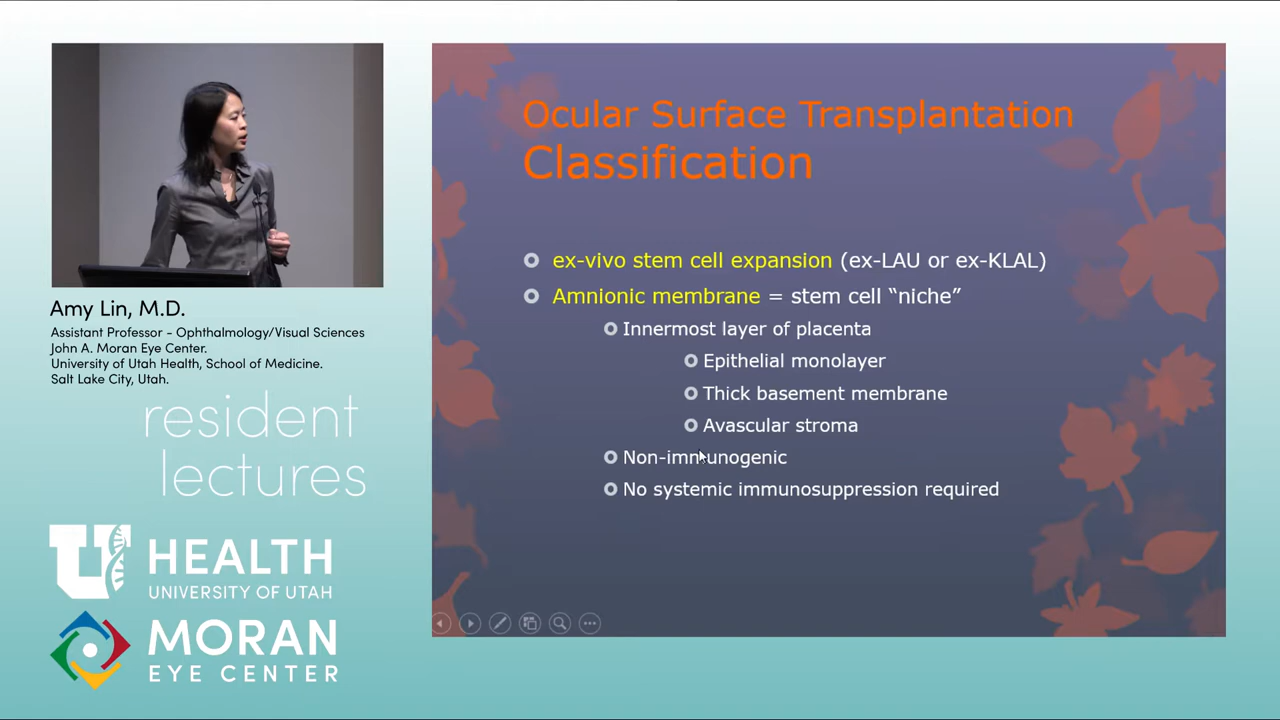 Amy Lin, M.D.
Assistant Professor - Ophthalmology/Visual Sciences
John A. Moran Eye Center.
University of Utah Health, School of Medicine.
Salt Lake City, Utah.
resident
lectures
U HEALTH
UNIVERSITY OF UTAH
MORAN
EYE CENTER
Ocular Surface Transplantation
Classification
ex-vivo stem cell expansion (ex-LAU or ex-KLAL)
Amnionic membrane = stem cell “niche”
Innermost layer of placenta
Epithelial monolayer
Thick basement membrane
Avascular stroma
Non-immunogenic
No systemic immunosuppression required